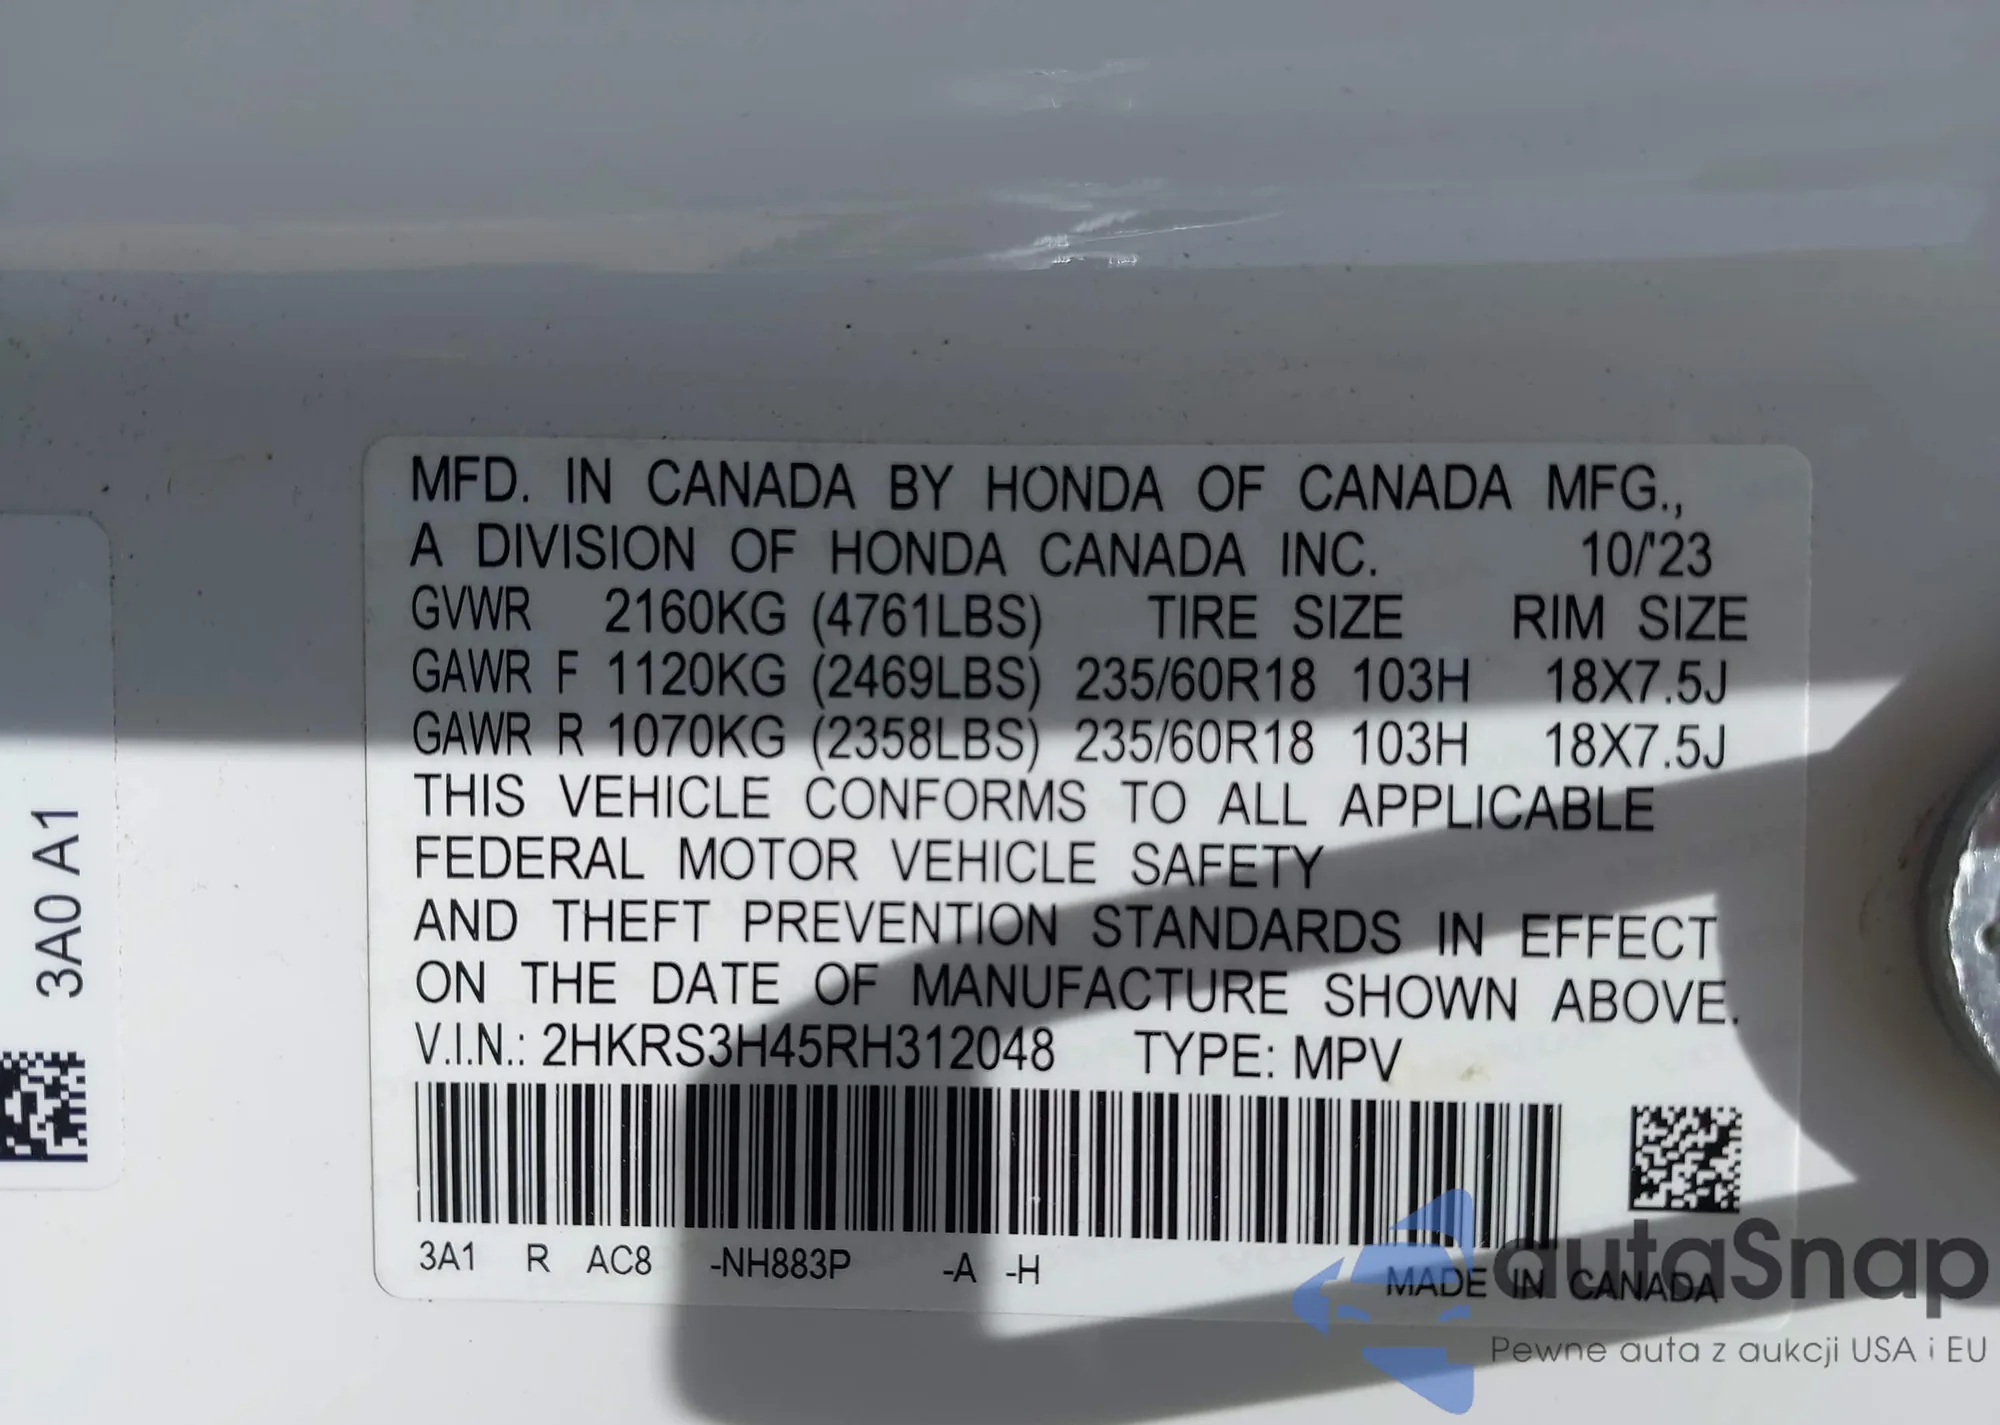 MFD. IN CANADA BY HONDA OF CANADA MFG.,
A DIVISION OF HONDA CANADA INC. 10/'23
GVWR 2160KG (4761LBS) TIRE SIZE RIM SIZE
GAWR F 1120KG (2469LBS) 235/60R18 103H 18X7.5J
GAWR R 1070KG (2358LBS) 235/60R18 103H 18X7.5J
THIS VEHICLE CONFORMS TO ALL APPLICABLE
FEDERAL MOTOR VEHICLE SAFETY
AND THEFT PREVENTION STANDARDS IN EFFECT
ON THE DATE OF MANUFACTURE SHOWN ABOVE.
V.I.N.: 2HKRS3H45RH312048 TYPE: MPV
3A1 R AC8 -NH883P -A -H
MADE IN CANADA
3A0 A1
autaSnap
Pewne auta z aukcji USA i EU